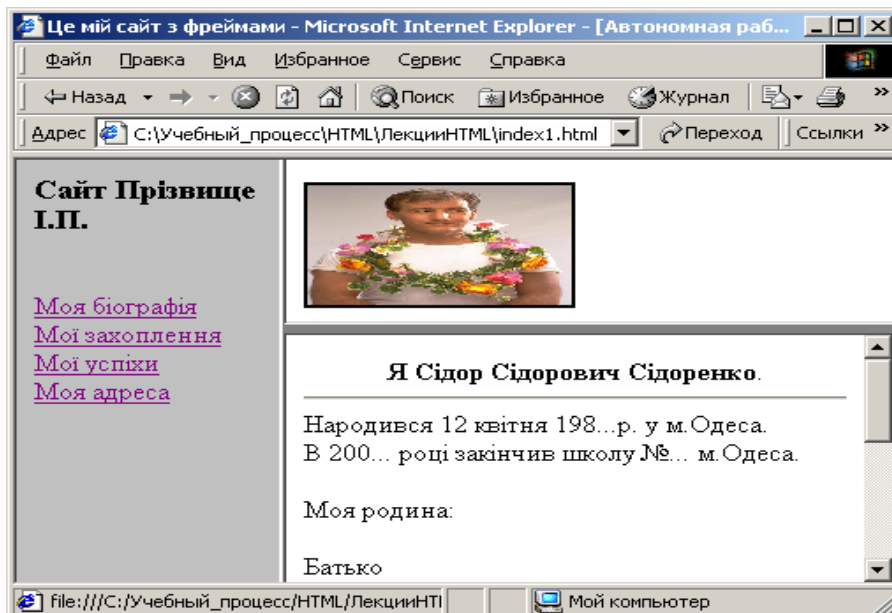 Це мій сайт з фреймами - Microsoft Internet Explorer - [Автономная раб...
Файл Правка Вид Избранное Сервис Справка
Назад Поиск Избранное Журнал »
Адрес C:\Учебный_процесс\HTML\ЛекцииHTML\index1.html Переход Ссылки »
Сайт Прізвище
І.П.
Моя біографія
Мої захоплення
Мої успіхи
Моя адреса
Я Сідор Сідорович Сідоренко.
Народився 12 квітня 198...р. у м.Одеса.
В 200... році закінчив школу №... м.Одеса.
Моя родина:
Батько
file:///C:/Учебный_процесс/HTML/ЛекцииНТІ Мой компьютер